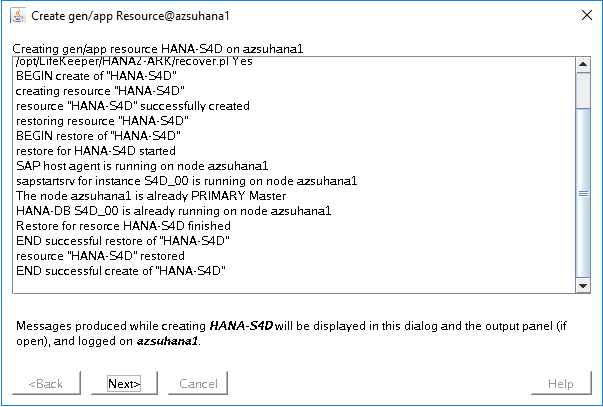 Create gen/app Resource@azsuhana1
Creating gen/app resource HANA-S4D on azsuhana1
/opt/LifeKeeper/HANA2-ARK/recover.pl Yes
BEGIN create of "HANA-S4D"
creating resource "HANA-S4D"
resource "HANA-S4D" successfully created
restoring resource "HANA-S4D"
BEGIN restore of "HANA-S4D"
restore for HANA-S4D started
SAP host agent is running on node azsuhana1
sapstartsrv for instance S4D_00 is running on node azsuhana1
The node azsuhana1 is already PRIMARY Master
HANA-DB S4D_00 is already running on node azsuhana1
Restore for resorce HANA-S4D finished
END successful restore of "HANA-S4D"
resource "HANA-S4D" restored
END successful create of "HANA-S4D"
Messages produced while creating HANA-S4D will be displayed in this dialog and the output panel (if
open), and logged on azsuhana1.
<Back Next> Cancel Help